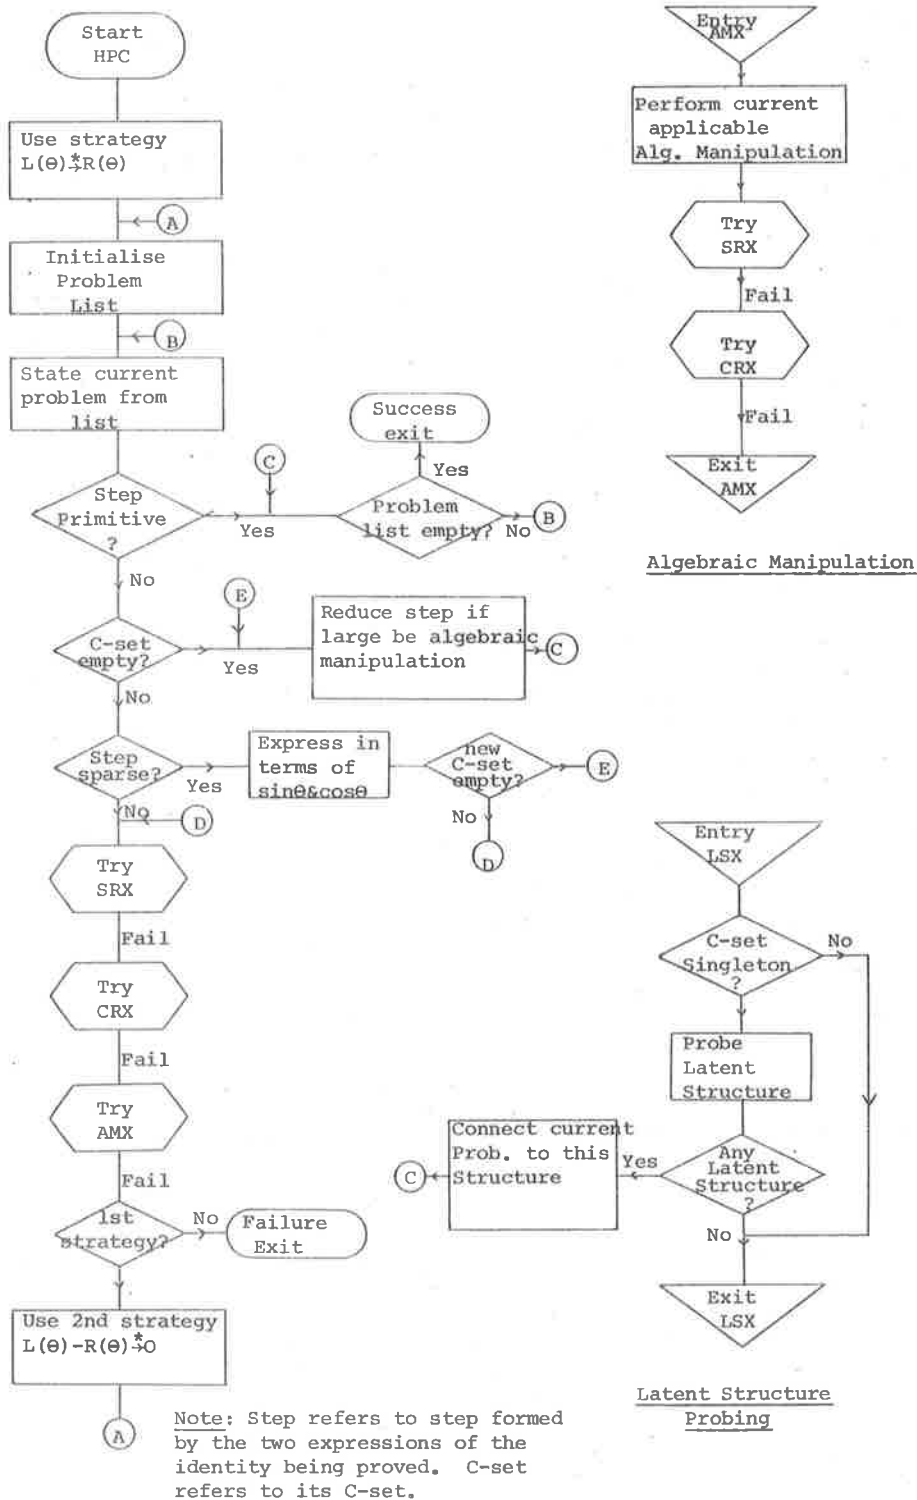 Start
HPC
Use strategy
L(Θ)*→R(Θ)
A
Initialise
Problem
List
B
State current
problem from
list
Step
Primitive
?
Yes
C
Problem
list empty?
Yes
Success
exit
No
B
No
C-set
empty?
Yes
E
Reduce step if
large be algebraic
manipulation
C
No
Step
sparse?
Yes
Express in
terms of
sinΘ&cosΘ
new
C-set
empty?
E
No
D
No
D
Try
SRX
Fail
Try
CRX
Fail
Try
AMX
Fail
1st
strategy?
No
Failure
Exit
Use 2nd strategy
L(Θ)-R(Θ)*→O
A
Note: Step refers to step formed
by the two expressions of the
identity being proved. C-set
refers to its C-set.
Entry
AMX
Perform current
applicable
Alg. Manipulation
Try
SRX
Fail
Try
CRX
Fail
Exit
AMX
Algebraic Manipulation
Entry
LSX
C-set
Singleton
?
No
Probe
Latent
Structure
Any
Latent
Structure
?
Yes
Connect current
Prob. to this
Structure
C
No
Exit
LSX
Latent Structure
Probing